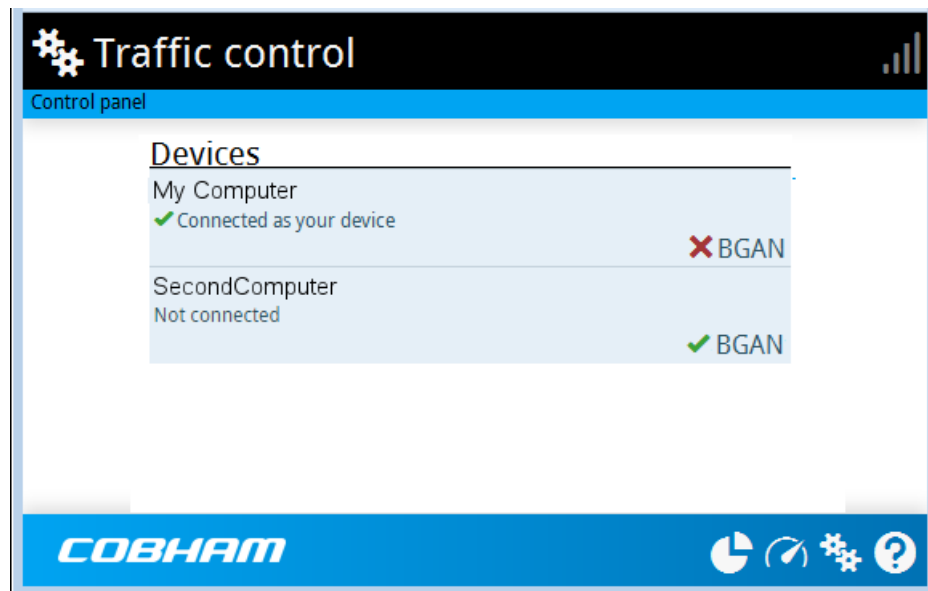 Traffic control
Control panel
Devices
My Computer
✔ Connected as your device
✖ BGAN
SecondComputer
Not connected
✔ BGAN
COBHAM
?